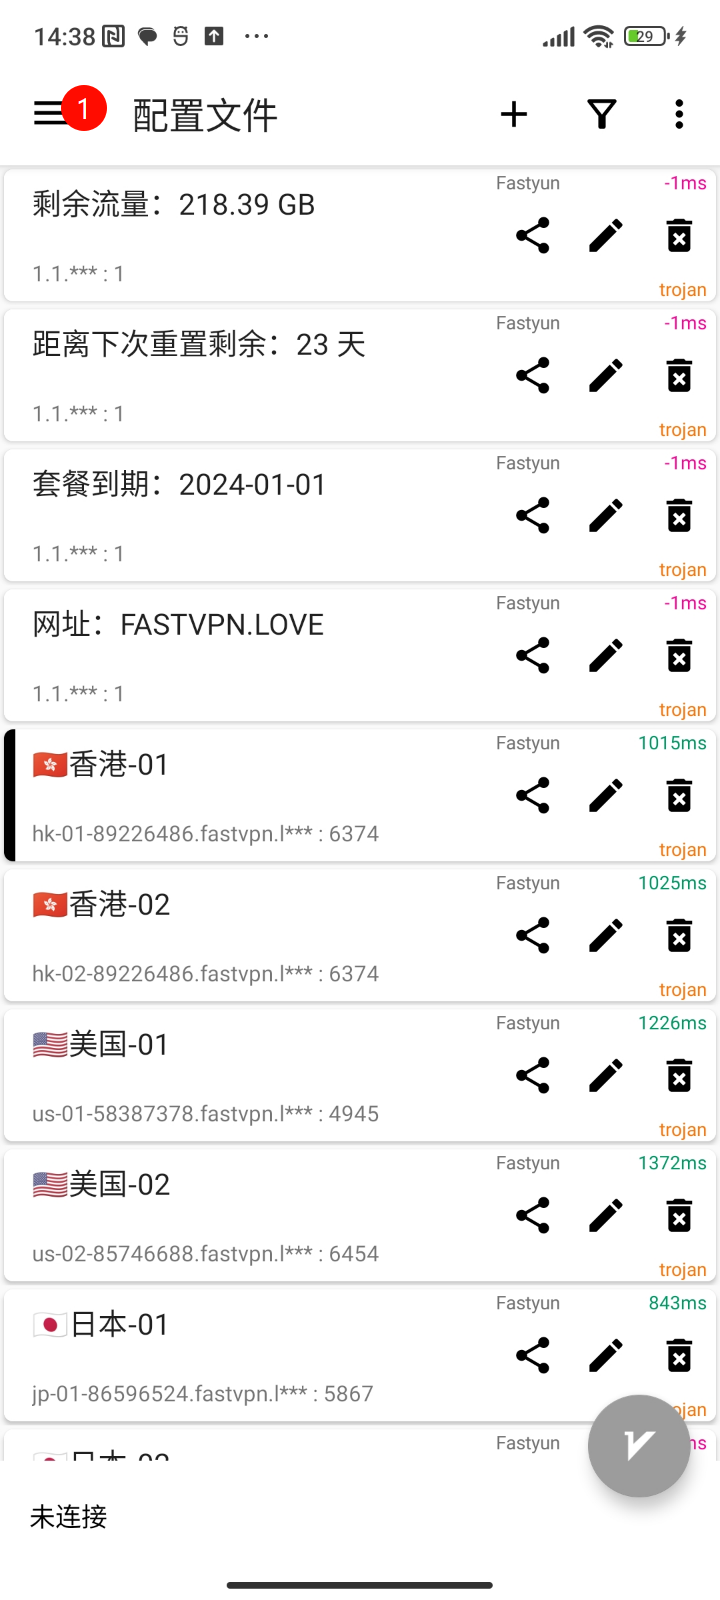 14:38
29
1
配置文件
剩余流量：218.39 GB
Fastyun
-1ms
1.1.*** : 1
trojan
距离下次重置剩余：23 天
Fastyun
-1ms
1.1.*** : 1
trojan
套餐到期：2024-01-01
Fastyun
-1ms
1.1.*** : 1
trojan
网址：FASTVPN.LOVE
Fastyun
-1ms
1.1.*** : 1
trojan
香港-01
Fastyun
1015ms
hk-01-89226486.fastvpn.l*** : 6374
trojan
香港-02
Fastyun
1025ms
hk-02-89226486.fastvpn.l*** : 6374
trojan
美国-01
Fastyun
1226ms
us-01-58387378.fastvpn.l*** : 4945
trojan
美国-02
Fastyun
1372ms
us-02-85746688.fastvpn.l*** : 6454
trojan
日本-01
Fastyun
843ms
jp-01-86596524.fastvpn.l*** : 5867
Fastyun
未连接